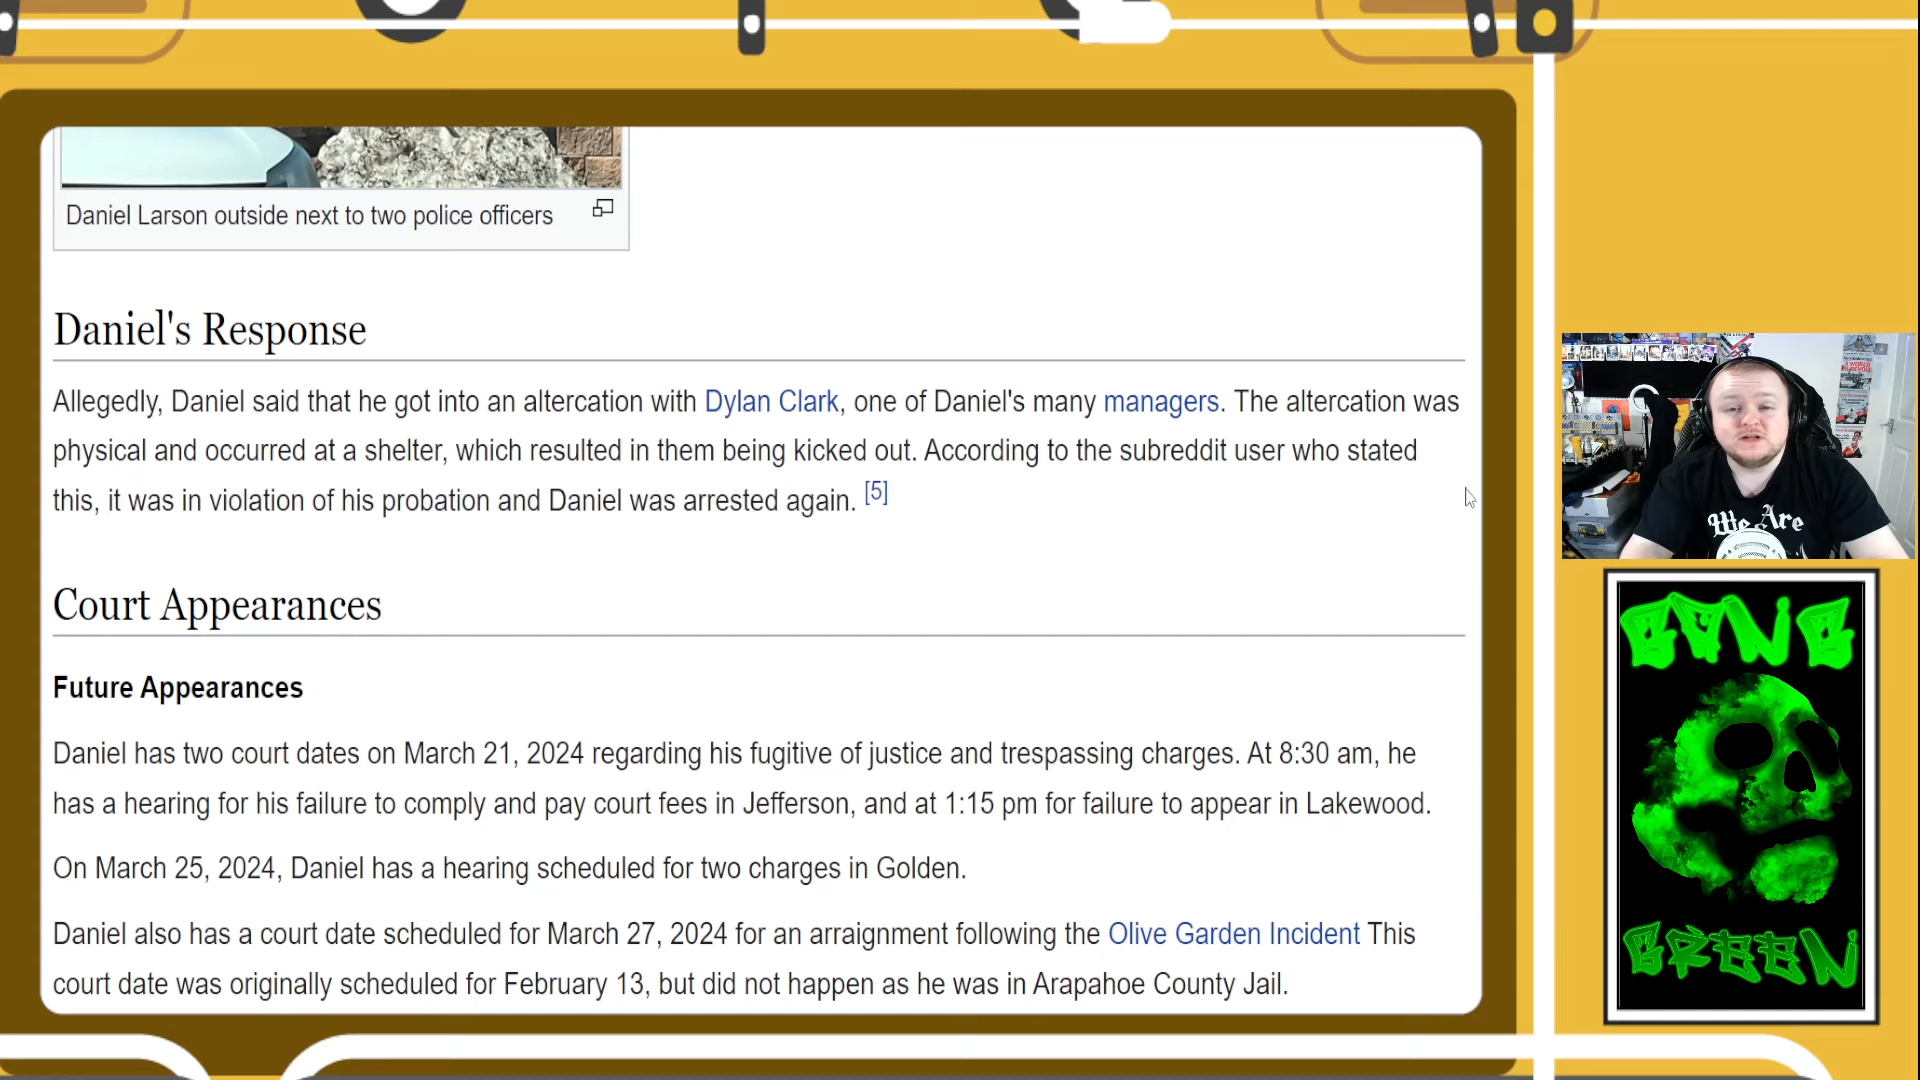 Daniel Larson outside next to two police officers
Daniel's Response
Allegedly, Daniel said that he got into an altercation with Dylan Clark, one of Daniel's many managers. The altercation was
physical and occurred at a shelter, which resulted in them being kicked out. According to the subreddit user who stated
this, it was in violation of his probation and Daniel was arrested again. [5]
Court Appearances
Future Appearances
Daniel has two court dates on March 21, 2024 regarding his fugitive of justice and trespassing charges. At 8:30 am, he
has a hearing for his failure to comply and pay court fees in Jefferson, and at 1:15 pm for failure to appear in Lakewood.
On March 25, 2024, Daniel has a hearing scheduled for two charges in Golden.
Daniel also has a court date scheduled for March 27, 2024 for an arraignment following the Olive Garden Incident This
court date was originally scheduled for February 13, but did not happen as he was in Arapahoe County Jail.
We Are
GANG
GREEN